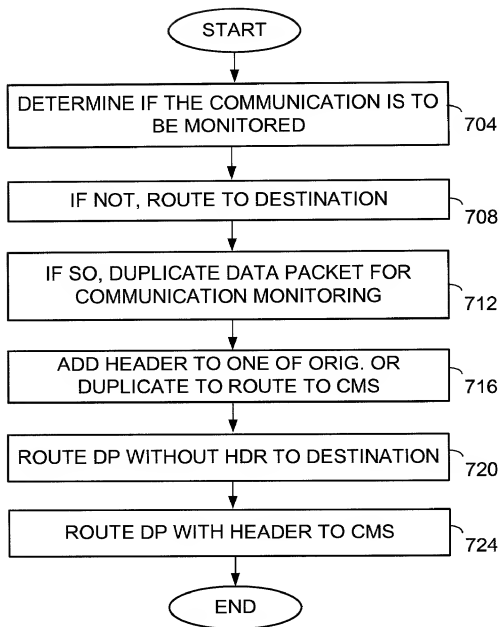 START
DETERMINE IF THE COMMUNICATION IS TO
BE MONITORED
704
IF NOT, ROUTE TO DESTINATION
708
IF SO, DUPLICATE DATA PACKET FOR
COMMUNICATION MONITORING
712
ADD HEADER TO ONE OF ORIG. OR
DUPLICATE TO ROUTE TO CMS
716
ROUTE DP WITHOUT HDR TO DESTINATION
720
ROUTE DP WITH HEADER TO CMS
724
END